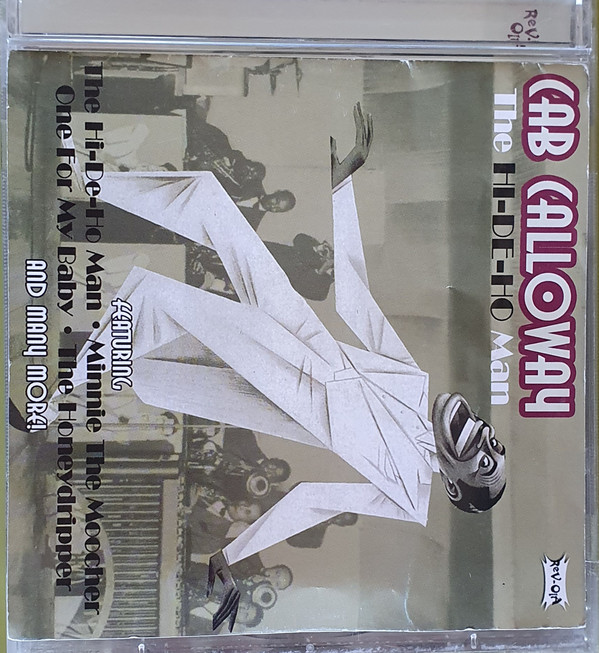 CAB CALLOWAY
The HI-DE-HO Man
REV-OLA
FEATURING
The Hi-De-Ho Man • Minnie The Moocher
One For My Baby • The Honeydripper
AND MANY MORE